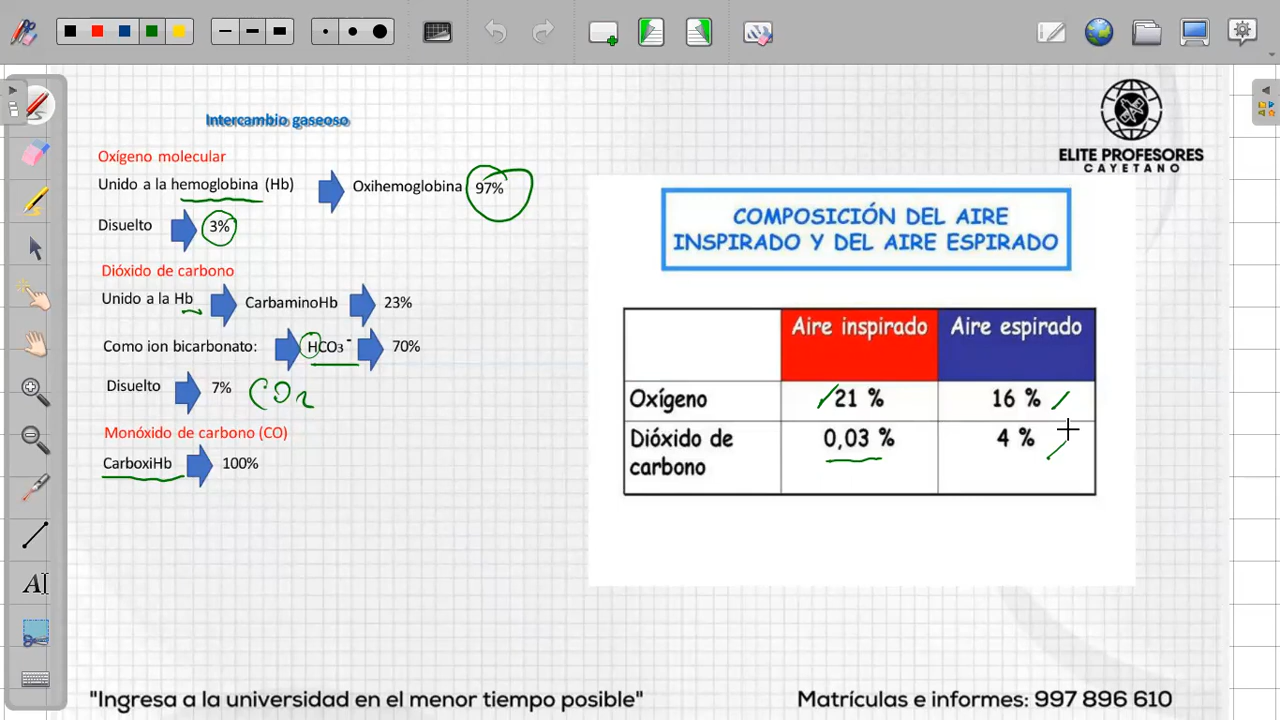 Intercambio gaseoso
Oxígeno molecular
Unido a la hemoglobina (Hb) Oxihemoglobina 97%
Disuelto 3%
Dióxido de carbono
Unido a la Hb CarbaminoHb 23%
Como ion bicarbonato: HCO3- 70%
Disuelto 7% CO2
Monóxido de carbono (CO)
CarboxiHb 100%
ELITE PROFESORES
CAYETANO
COMPOSICIÓN DEL AIRE
INSPIRADO Y DEL AIRE ESPIRADO
Aire inspirado Aire espirado
Oxígeno 21 % 16 %
Dióxido de 0,03 % 4 %
carbono
"Ingresa a la universidad en el menor tiempo posible" Matrículas e informes: 997 896 610